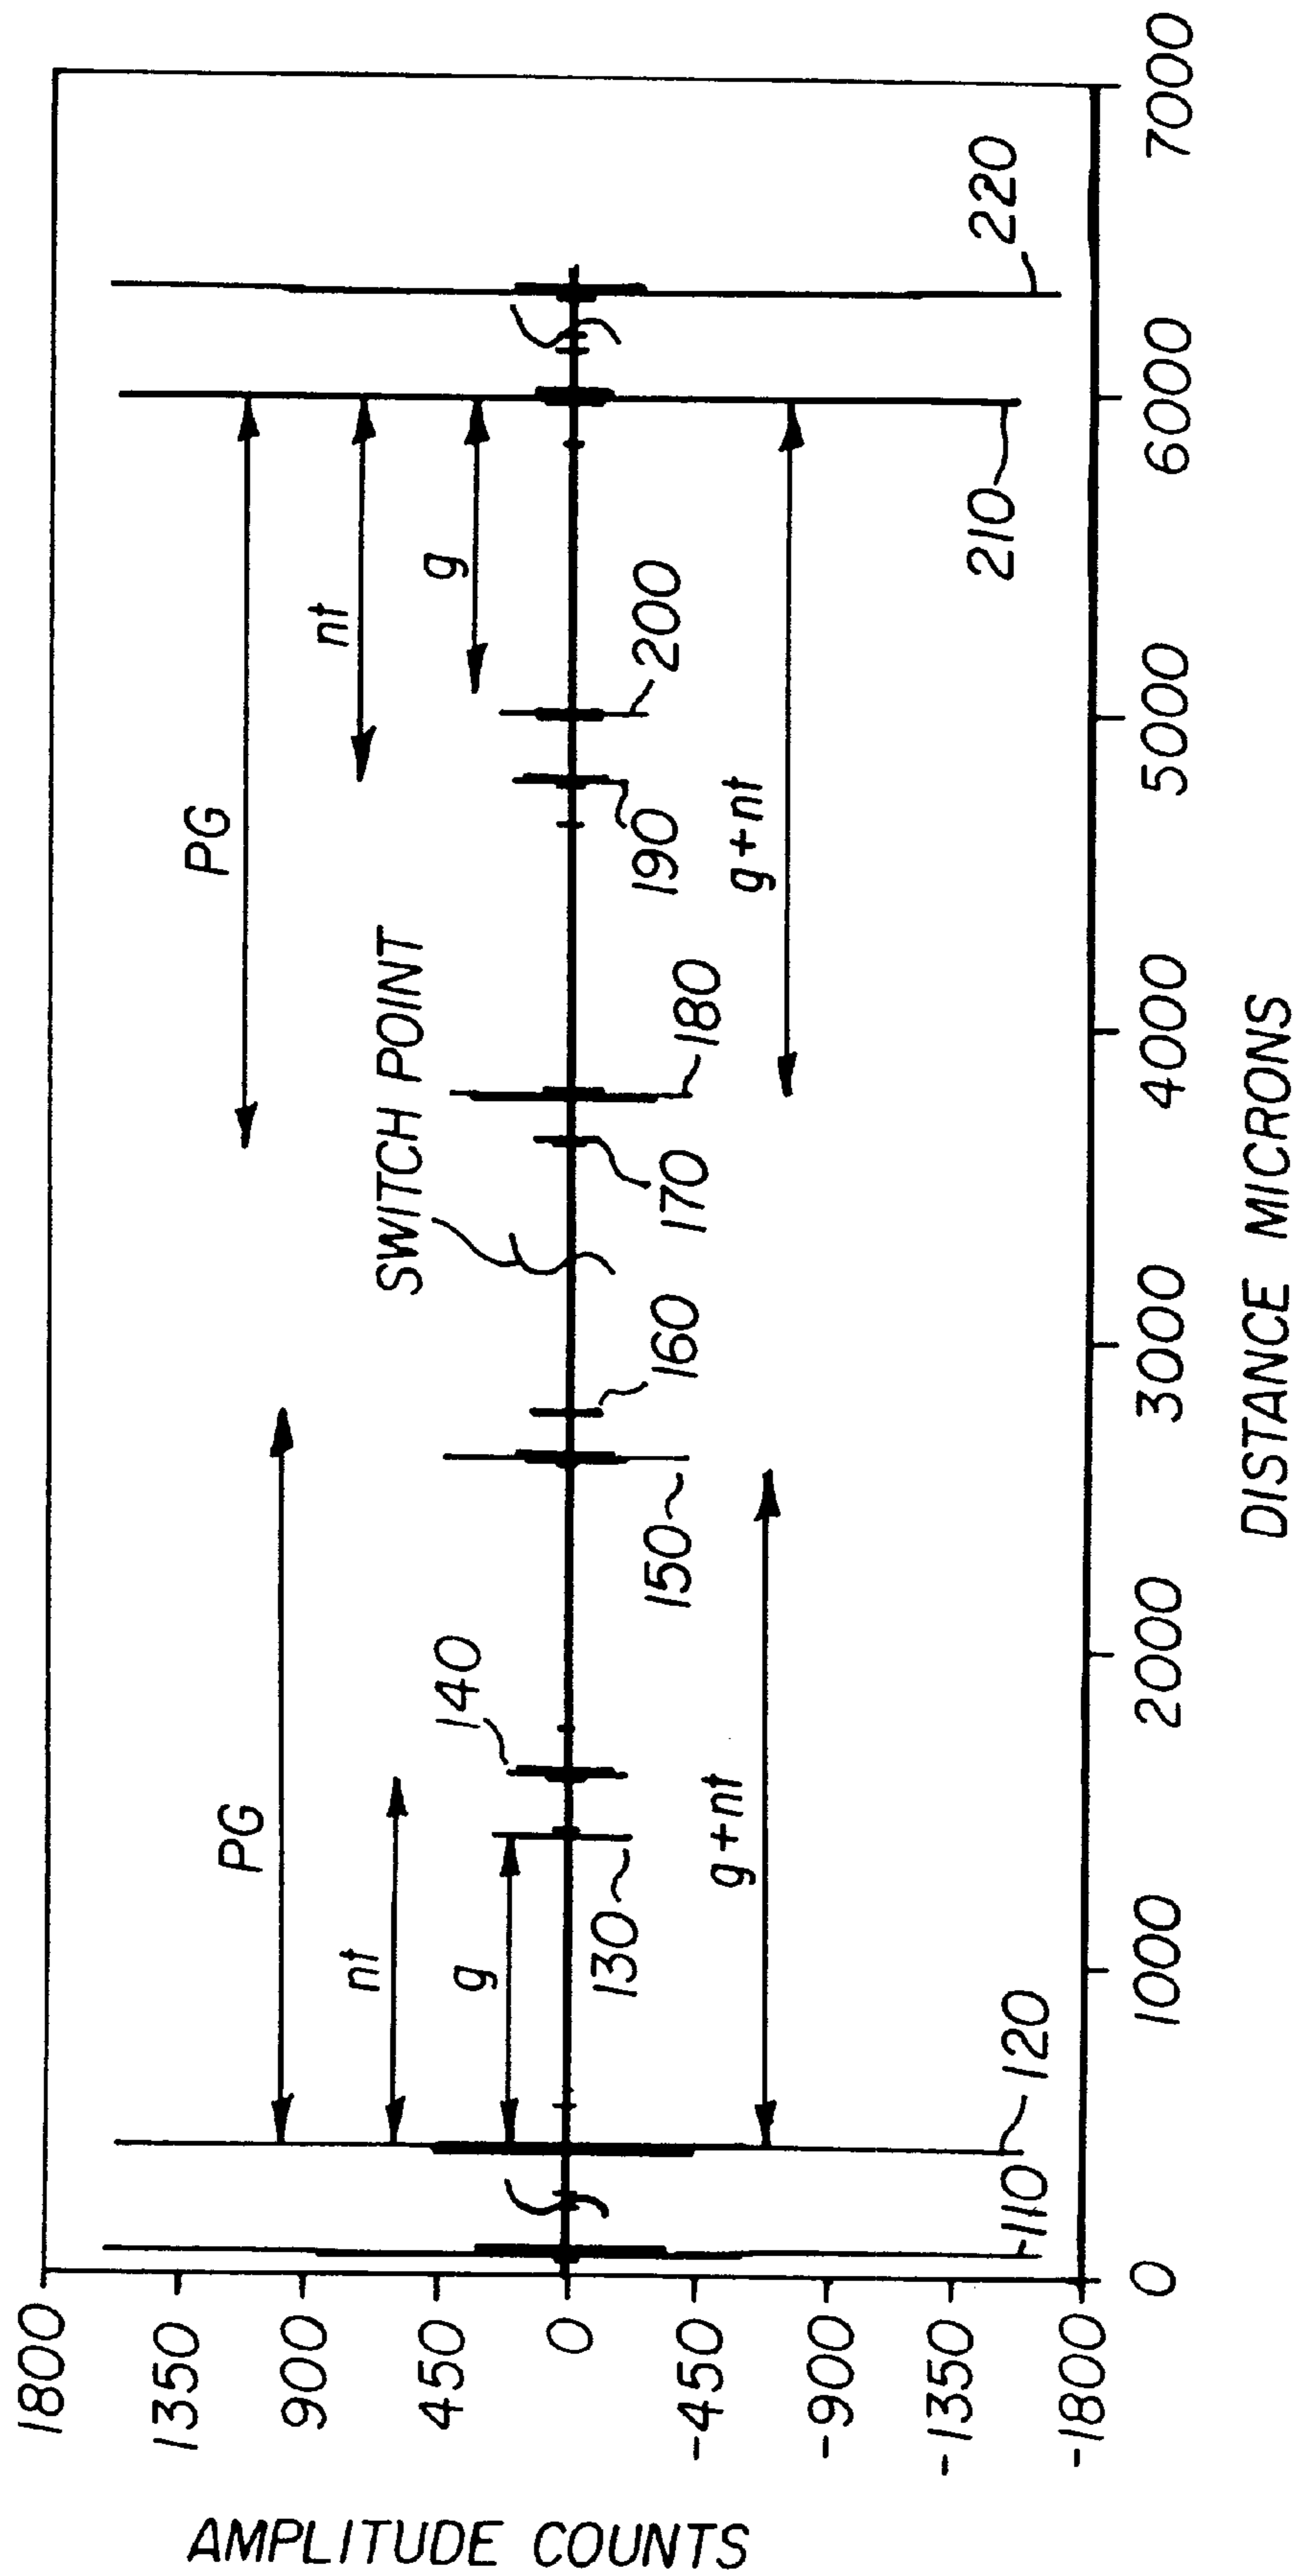 AMPLITUDE COUNTS
1800
1350
900
450
0
-450
-900
-1350
-1800
PG
PG
nt
nt
g
g
SWITCH POINT
140
130
150
160
170
180
190
200
g+nt
g+nt
110
120
210
220
0
1000
2000
3000
4000
5000
6000
7000
DISTANCE MICRONS